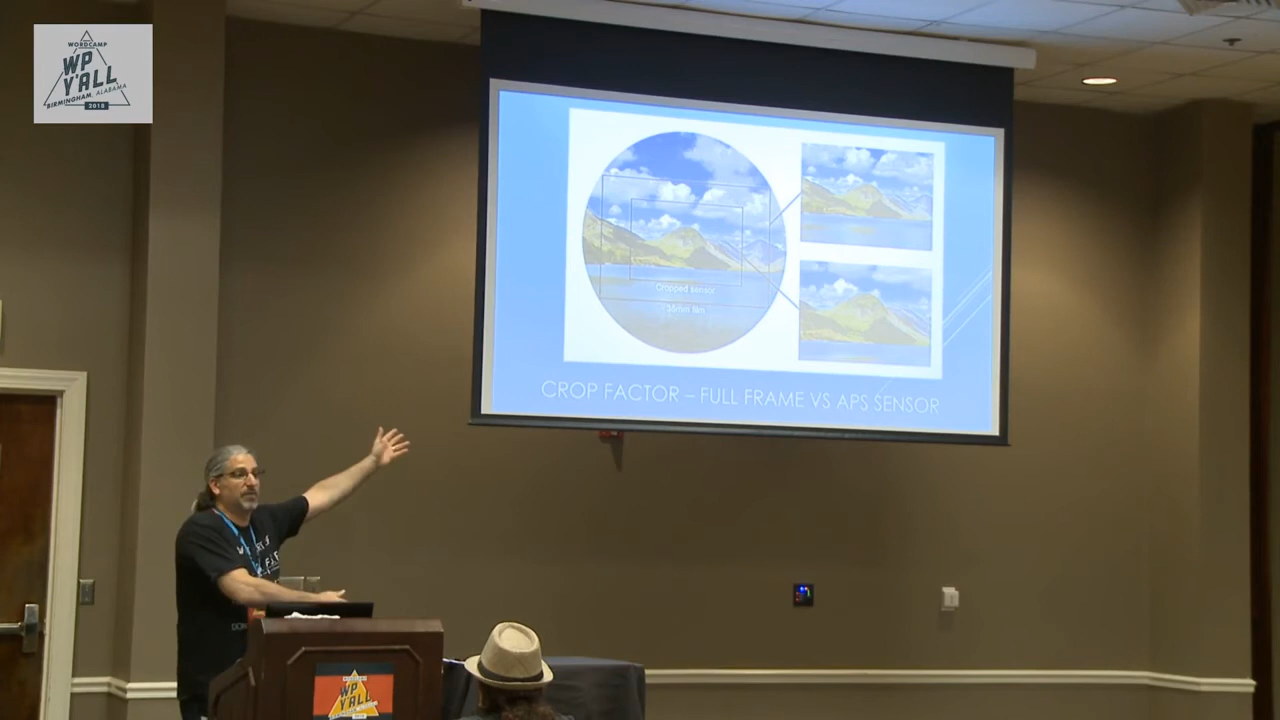 WORDCAMP
WP
Y'ALL
BIRMINGHAM, ALABAMA
2018
Cropped sensor
35mm film
CROP FACTOR – FULL FRAME VS APS SENSOR
WP
Y'ALL